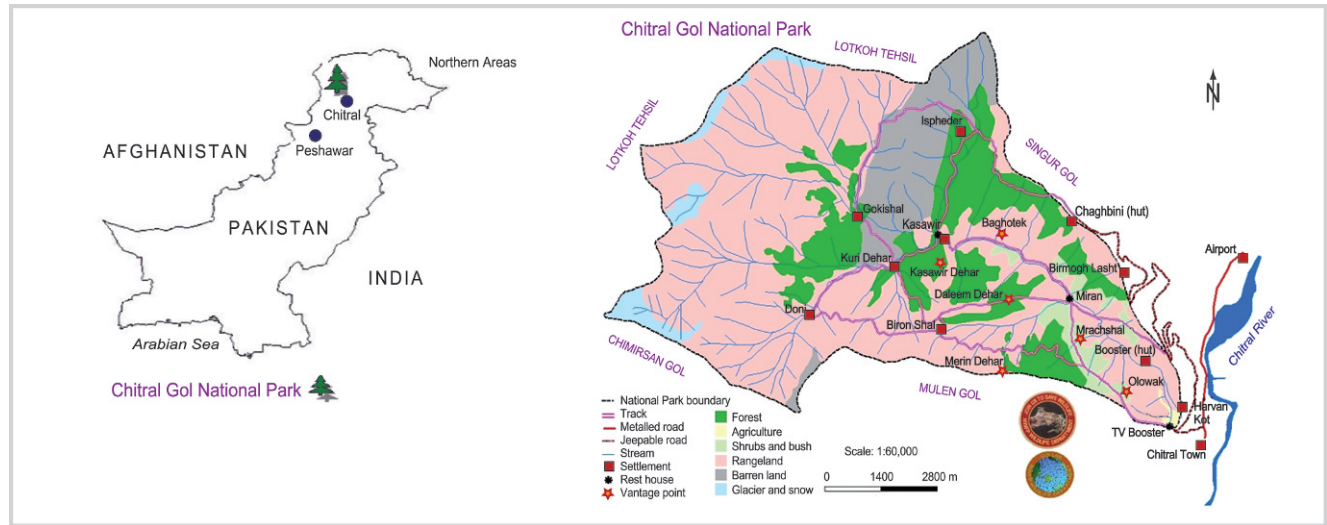 Northern Areas
Chitral
Peshawar
AFGHANISTAN
PAKISTAN
INDIA
Arabian Sea
Chitral Gol National Park
Chitral Gol National Park
LOTKOH TEHSIL
N
LOTKOH TEHSIL
Ispheder
SINGUR GOL
Gokishal
Kasawir
Baghotek
Chaghbini (hut)
Airport
Kuri Dehar
Kasawir Dehar
Birmogh Lasht
Daleem Dehar
Miran
Doni
Biron Shal
Mrachshal
Chitral River
Booster (hut)
CHIMIRSAN GOL
Merin Dehar
MULEN GOL
Olowak
Harvan
Kot
TV Booster
Chitral Town
National Park boundary
Track
Metalled road
Jeepable road
Stream
Settlement
Rest house
Vantage point
Forest
Agriculture
Shrubs and bush
Rangeland
Barren land
Glacier and snow
Scale: 1:60,000
0 1400 2800 m